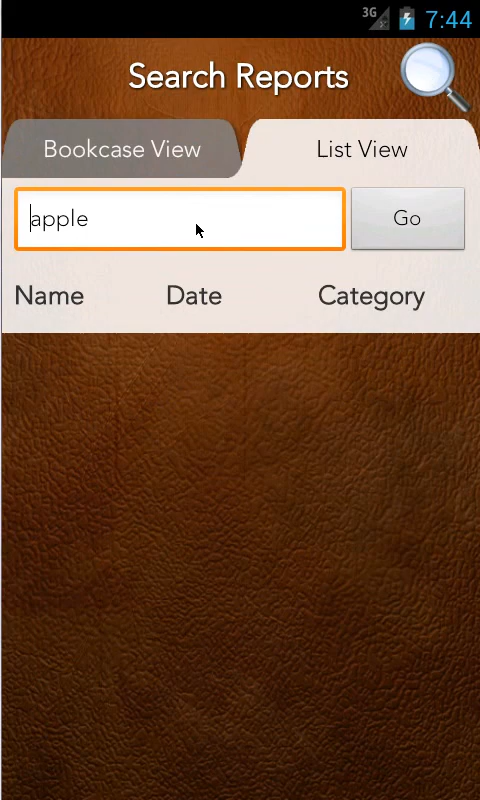 3G 7:44
Search Reports
Bookcase View List View
apple Go
Name Date Category